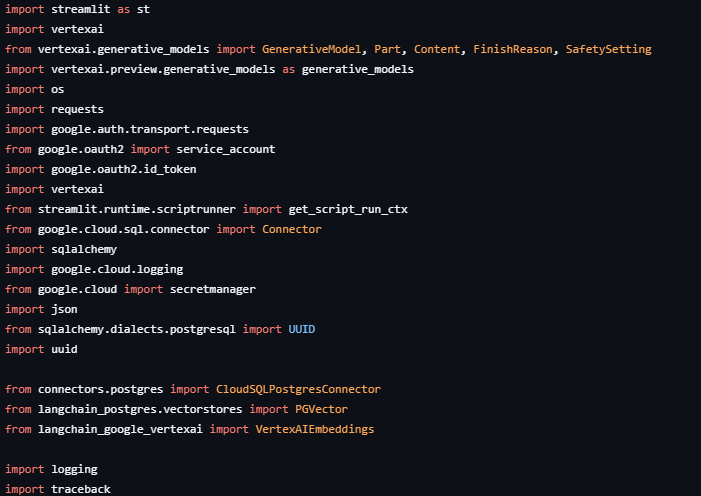 import streamlit as st
import vertexai
from vertexai.generative_models import GenerativeModel, Part, Content, FinishReason, SafetySetting
import vertexai.preview.generative_models as generative_models
import os
import requests
import google.auth.transport.requests
from google.oauth2 import service_account
import google.oauth2.id_token
import vertexai
from streamlit.runtime.scriptrunner import get_script_run_ctx
from google.cloud.sql.connector import Connector
import sqlalchemy
import google.cloud.logging
from google.cloud import secretmanager
import json
from sqlalchemy.dialects.postgresql import UUID
import uuid
from connectors.postgres import CloudSQLPostgresConnector
from langchain_postgres.vectorstores import PGVector
from langchain_google_vertexai import VertexAIEmbeddings
import logging
import traceback